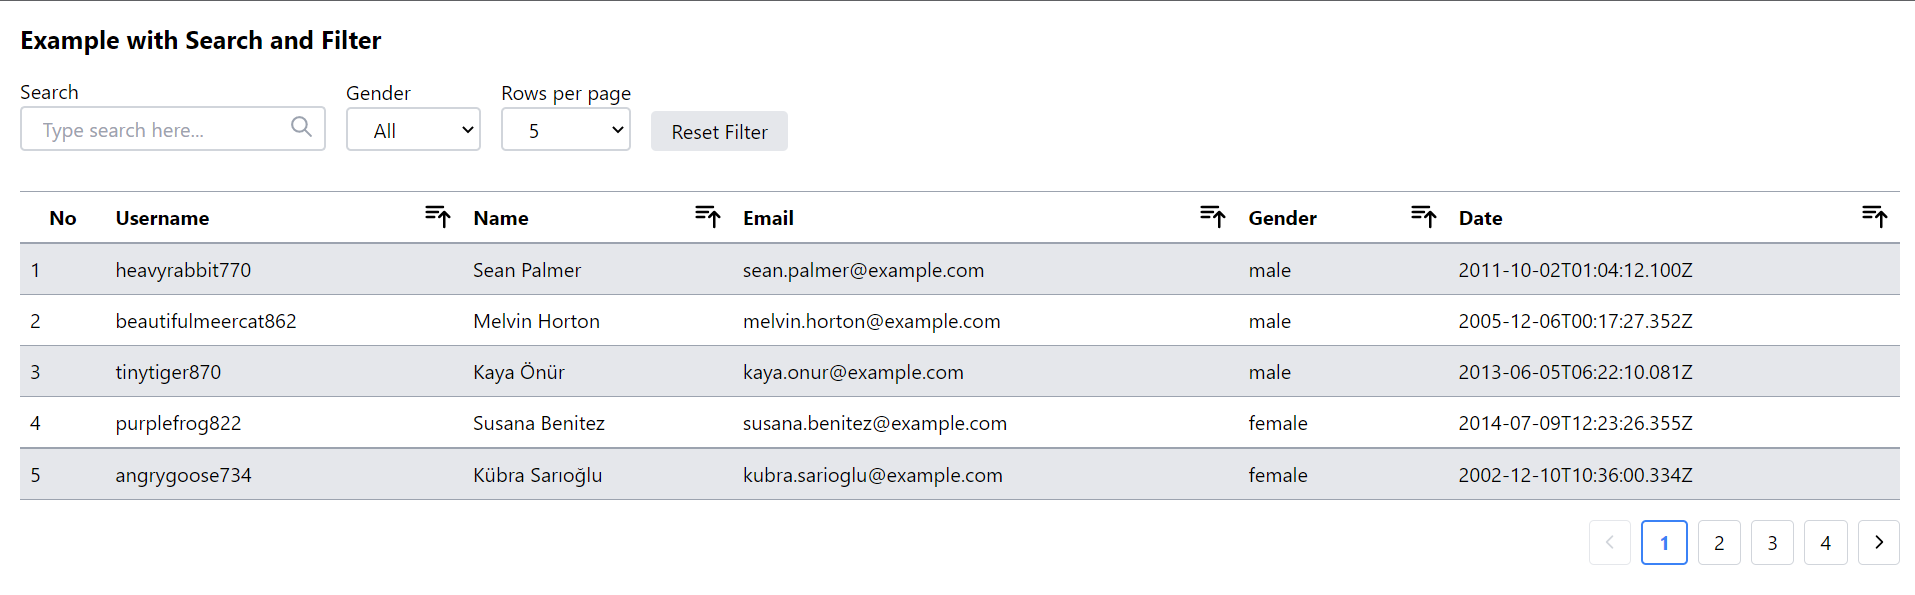 Example with Search and Filter
Search Gender Rows per page
Type search here... All 5 Reset Filter
No Username Name Email Gender Date
1 heavyrabbit770 Sean Palmer sean.palmer@example.com male 2011-10-02T01:04:12.100Z
2 beautifulmeercat862 Melvin Horton melvin.horton@example.com male 2005-12-06T00:17:27.352Z
3 tinytiger870 Kaya Önür kaya.onur@example.com male 2013-06-05T06:22:10.081Z
4 purplefrog822 Susana Benitez susana.benitez@example.com female 2014-07-09T12:23:26.355Z
5 angrygoose734 Kübra Sarıoğlu kubra.sarioglu@example.com female 2002-12-10T10:36:00.334Z
1 2 3 4